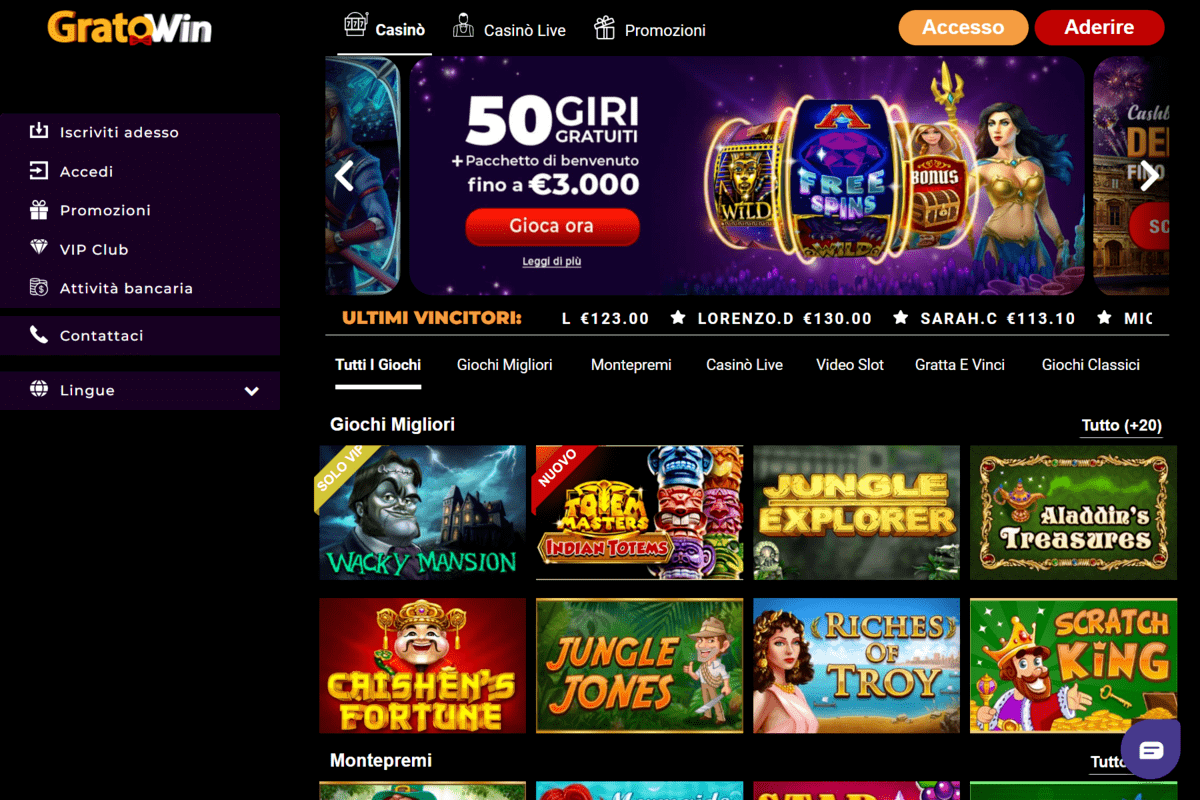 GratoWin
Casinò
Casinò Live
Promozioni
Accesso
Aderire
Iscriviti adesso
Accedi
Promozioni
VIP Club
Attività bancaria
Contattaci
Lingue
50 GIRI
GRATUITI
+Pacchetto di benvenuto
fino a €3.000
Gioca ora
Leggi di più
WILD
FREE
SPINS
WILD
BONUS
ULTIMI VINCITORI: L €123.00 LORENZO.D €130.00 SARAH.C €113.10
Tutti I Giochi
Giochi Migliori
Montepremi
Casinò Live
Video Slot
Gratta E Vinci
Giochi Classici
Giochi Migliori
Tutto (+20)
SOLO VIP
WACKY MANSION
NUOVO
TOTEM
MASTERS
INDIAN TOTEMS
JUNGLE
EXPLORER
Aladdin's
Treasures
CAISHEN'S
FORTUNE
JUNGLE
JONES
RICHES
OF
TROY
SCRATCH
KING
Montepremi